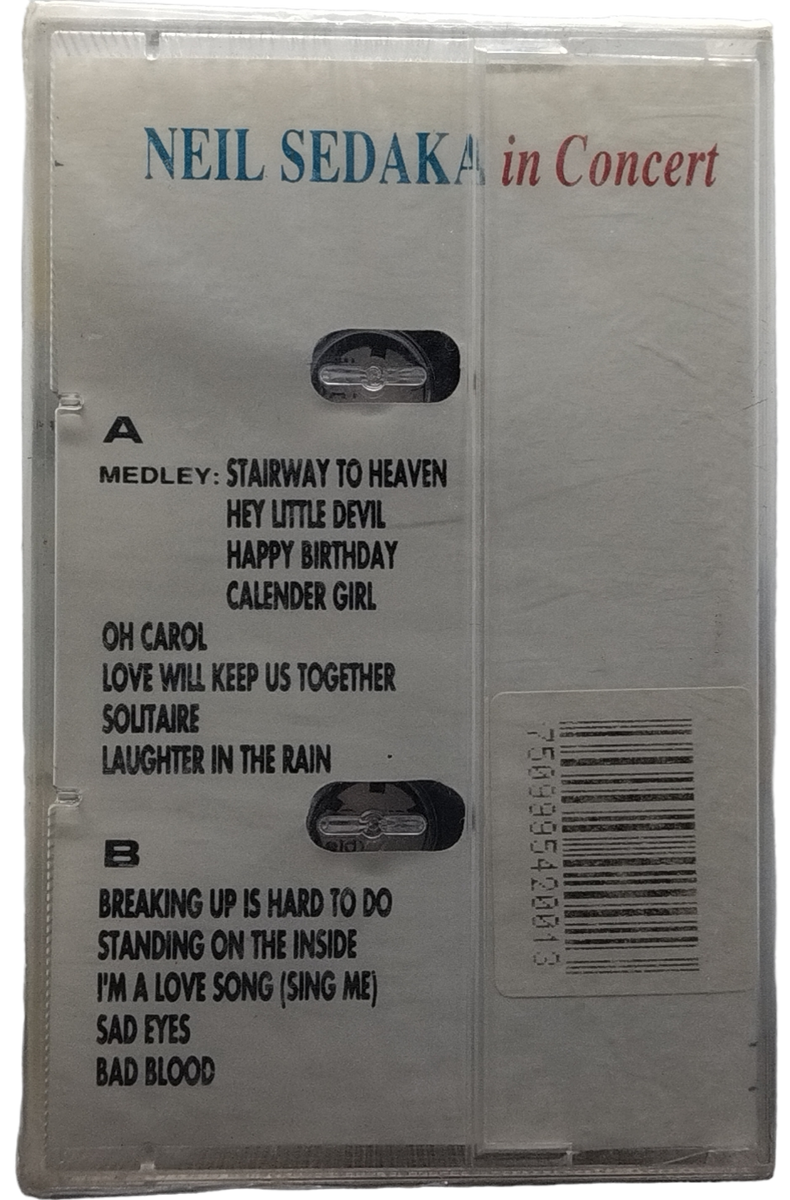 NEIL SEDAKA in Concert
A
MEDLEY: STAIRWAY TO HEAVEN
HEY LITTLE DEVIL
HAPPY BIRTHDAY
CALENDER GIRL
OH CAROL
LOVE WILL KEEP US TOGETHER
SOLITAIRE
LAUGHTER IN THE RAIN
B
BREAKING UP IS HARD TO DO
STANDING ON THE INSIDE
I'M A LOVE SONG (SING ME)
SAD EYES
BAD BLOOD
7509995420013